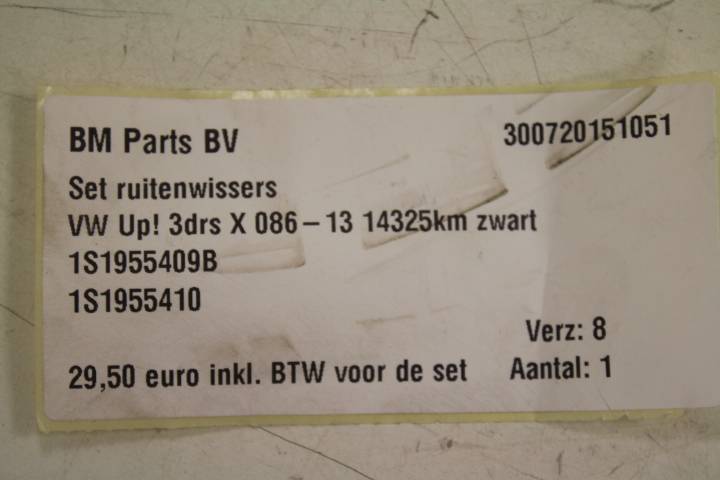 BM Parts BV 300720151051
Set ruitenwissers
VW Up! 3drs X 086-13 14325km zwart
1S1955409B
1S1955410
Verz: 8
29,50 euro inkl. BTW voor de set Aantal: 1